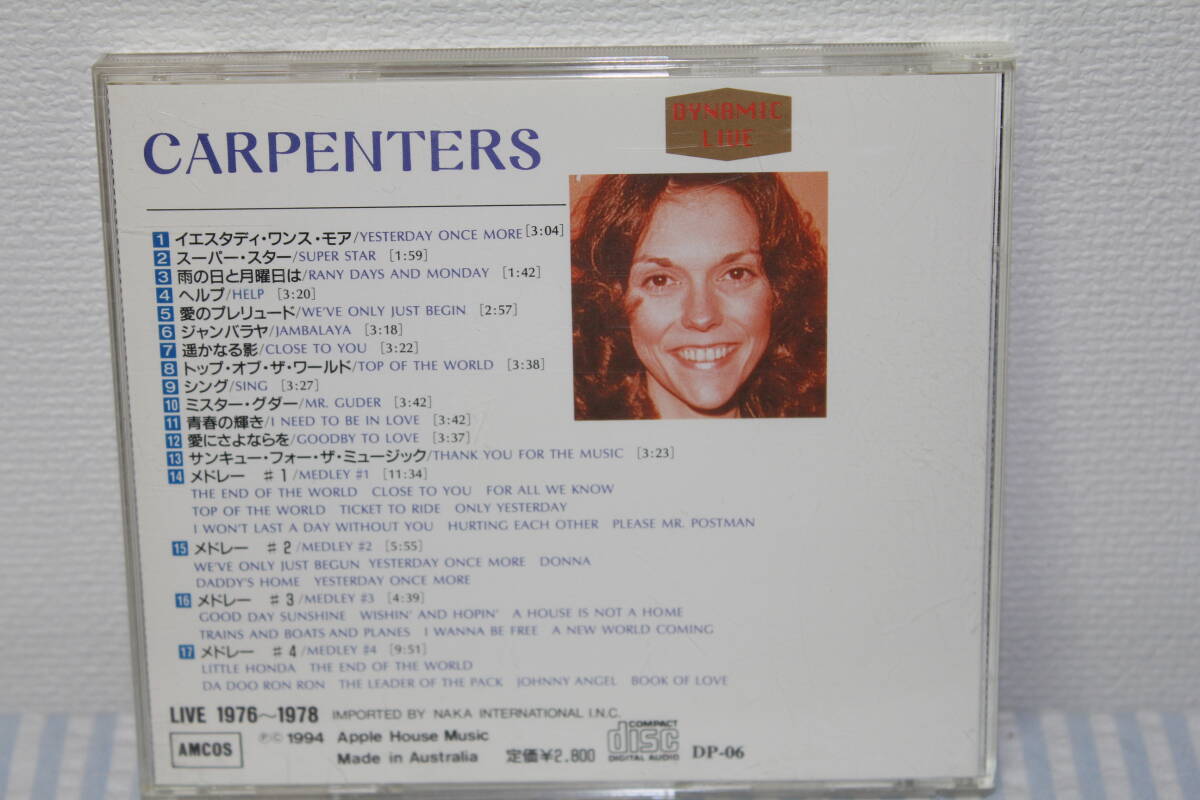 DYNAMIC
LIVE
CARPENTERS
1 イエスタディ・ワンス・モア/YESTERDAY ONCE MORE [3:04]
2 スーパー・スター/SUPER STAR [1:59]
3 雨の日と月曜日は/RANY DAYS AND MONDAY [1:42]
4 ヘルプ/HELP [3:20]
5 愛のプレリュード/WE'VE ONLY JUST BEGIN [2:57]
6 ジャンバラヤ/JAMBALAYA [3:18]
7 遥かなる影/CLOSE TO YOU [3:22]
8 トップ・オブ・ザ・ワールド/TOP OF THE WORLD [3:38]
9 シング/SING [3:27]
10 ミスター・グダー/MR. GUDER [3:42]
11 青春の輝き/I NEED TO BE IN LOVE [3:42]
12 愛にさよならを/GOODBY TO LOVE [3:37]
13 サンキュー・フォー・ザ・ミュージック/THANK YOU FOR THE MUSIC [3:23]
14 メドレー ♯1/MEDLEY #1 [11:34]
THE END OF THE WORLD CLOSE TO YOU FOR ALL WE KNOW
TOP OF THE WORLD TICKET TO RIDE ONLY YESTERDAY
I WON'T LAST A DAY WITHOUT YOU HURTING EACH OTHER PLEASE MR. POSTMAN
15 メドレー ♯2/MEDLEY #2 [5:55]
WE'VE ONLY JUST BEGUN YESTERDAY ONCE MORE DONNA
DADDY'S HOME YESTERDAY ONCE MORE
16 メドレー ♯3/MEDLEY #3 [4:39]
GOOD DAY SUNSHINE WISHIN' AND HOPIN' A HOUSE IS NOT A HOME
TRAINS AND BOATS AND PLANES I WANNA BE FREE A NEW WORLD COMING
17 メドレー ♯4/MEDLEY #4 [9:51]
LITTLE HONDA THE END OF THE WORLD
DA DOO RON RON THE LEADER OF THE PACK JOHNNY ANGEL BOOK OF LOVE
LIVE 1976〜1978 IMPORTED BY NAKA INTERNATIONAL I.N.C.
AMCOS
℗© 1994 Apple House Music
Made in Australia
定価¥2,800
COMPACT
disc
DIGITAL AUDIO
DP-06